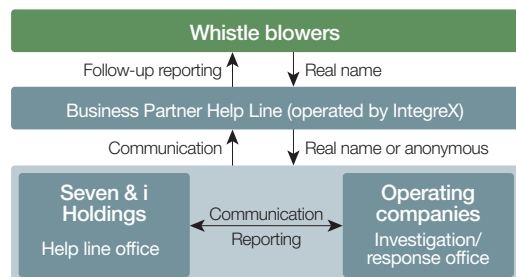 Whistle blowers
Follow-up reporting
Real name
Business Partner Help Line (operated by IntegreX)
Communication
Real name or anonymous
Seven & i
Holdings
Help line office
Communication
Reporting
Operating
companies
Investigation/
response office